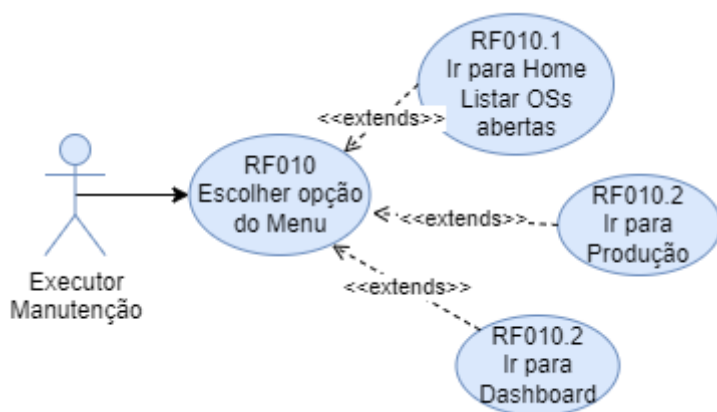 RF010.1
Ir para Home
Listar OSs
abertas
<<extends>>
RF010
Escolher opção
do Menu
RF010.2
Ir para
Produção
<<extends>>
Executor
Manutenção
<<extends>>
RF010.2
Ir para
Dashboard